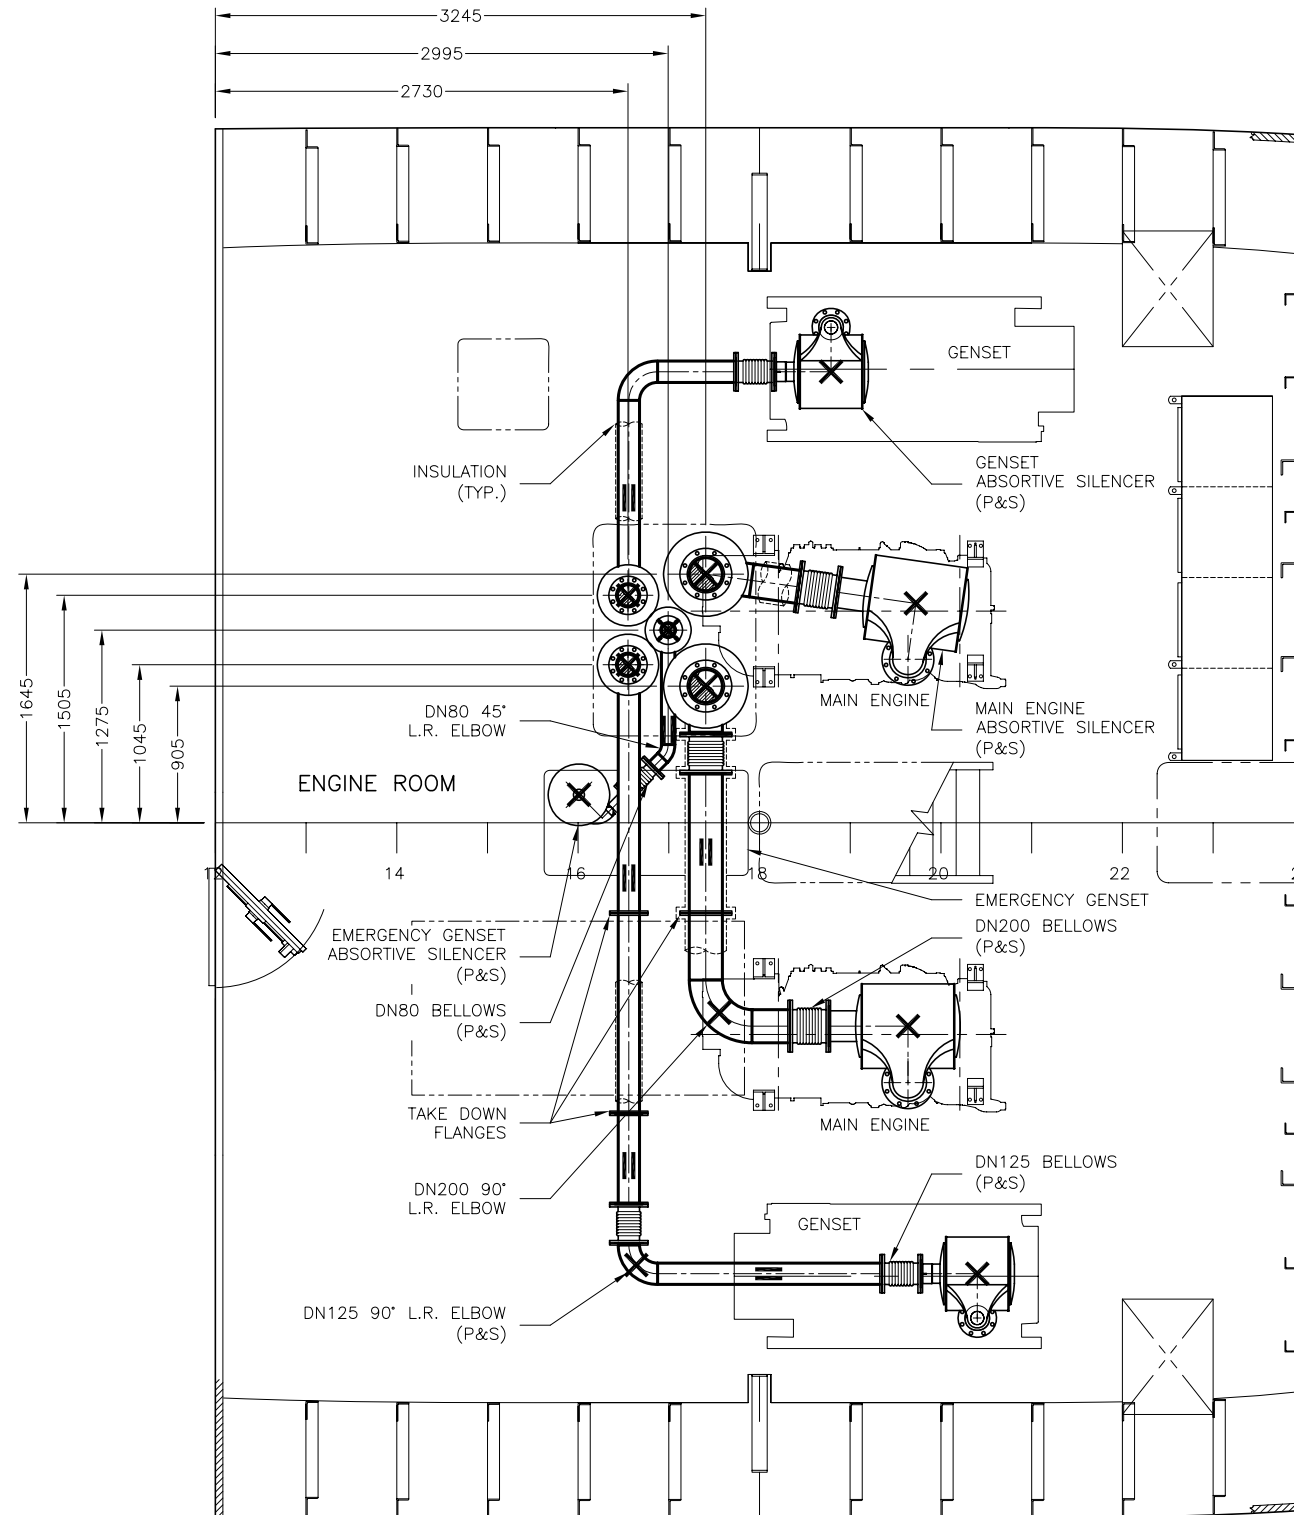 3245
2995
2730
GENSET
INSULATION
(TYP.)
GENSET
ABSORTIVE SILENCER
(P&S)
1645
1505
1275
1045
905
DN80 45°
L.R. ELBOW
MAIN ENGINE
MAIN ENGINE
ABSORTIVE SILENCER
(P&S)
ENGINE ROOM
12
14
16
18
20
22
2
EMERGENCY GENSET
DN200 BELLOWS
(P&S)
EMERGENCY GENSET
ABSORTIVE SILENCER
(P&S)
DN80 BELLOWS
(P&S)
TAKE DOWN
FLANGES
MAIN ENGINE
DN200 90°
L.R. ELBOW
DN125 BELLOWS
(P&S)
GENSET
DN125 90° L.R. ELBOW
(P&S)